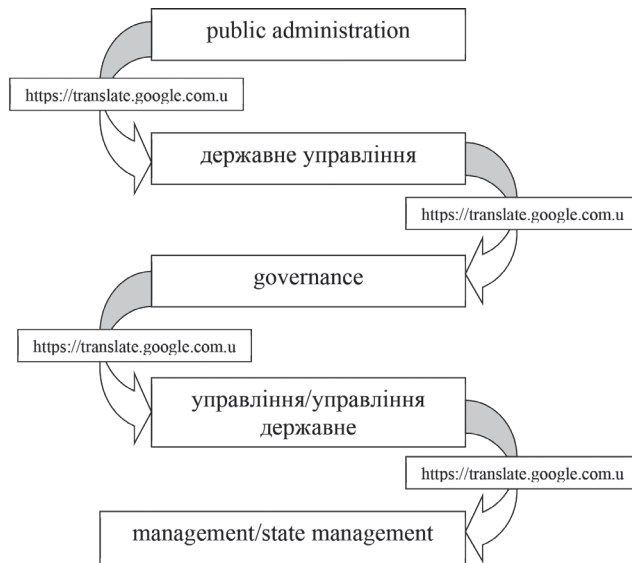 public administration
https://translate.google.com.u
державне управління
https://translate.google.com.u
governance
https://translate.google.com.u
управління/управління
державне
https://translate.google.com.u
management/state management